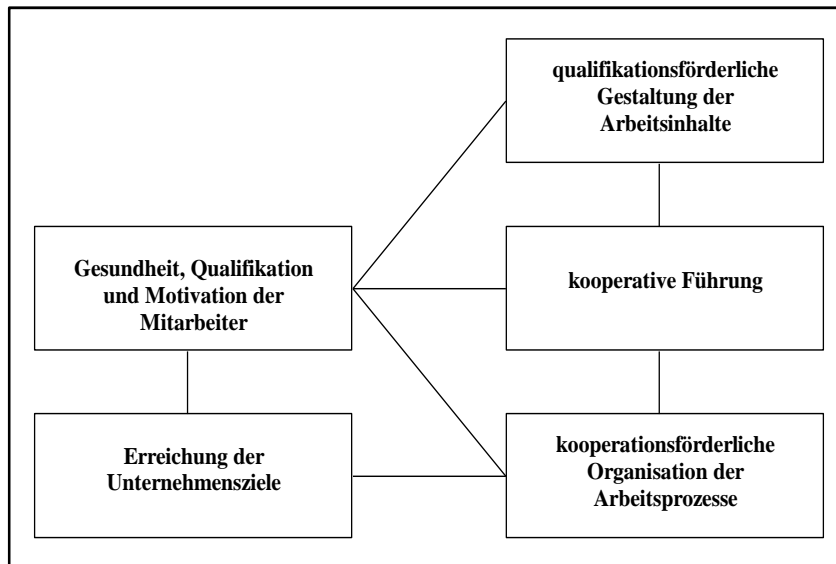 qualifikationsförderliche
Gestaltung der
Arbeitsinhalte
Gesundheit, Qualifikation
und Motivation der
Mitarbeiter
kooperative Führung
Erreichung der
Unternehmensziele
kooperationsförderliche
Organisation der
Arbeitsprozesse